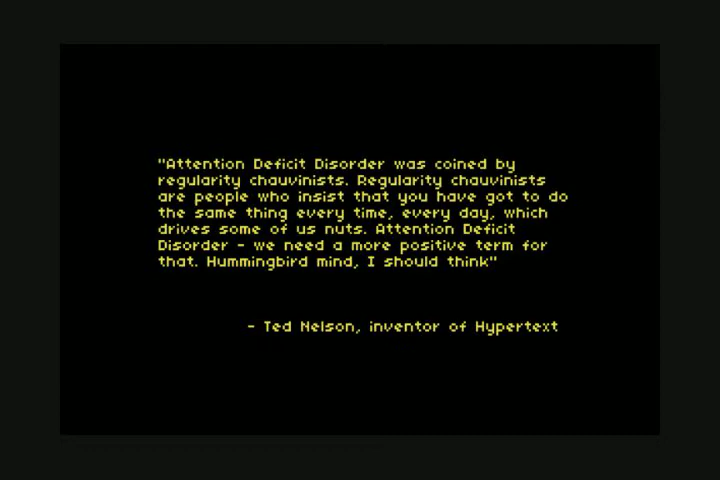 "Attention Deficit Disorder was coined by
regularity chauvinists. Regularity chauvinists
are people who insist that you have got to do
the same thing every time, every day, which
drives some of us nuts. Attention Deficit
Disorder - we need a more positive term for
that. Hummingbird mind, I should think"
- Ted Nelson, inventor of Hypertext